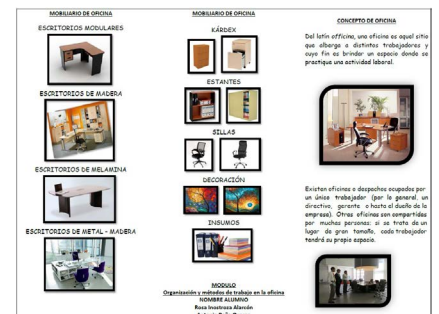 MOBILIARIO DE OFICINA
ESCRITORIOS MODULARES
ESCRITORIOS DE MADERA
ESCRITORIOS DE MELAMINA
ESCRITORIOS DE METAL - MADERA
MOBILIARIO DE OFICINA
KÁRDEX
ESTANTES
SILLAS
DECORACIÓN
INSUMOS
MODULO
Organización y métodos de trabajo en la oficina
NOMBRE ALUMNO
Rosa Inostroza Alarcón
CONCEPTO DE OFICINA
Del latín officina, una oficina es aquel sitio
que alberga a distintos trabajadores y
cuyo fin es brindar un espacio donde se
practique una actividad laboral.
Existen oficinas o despachos ocupados por
un único trabajador (por lo general, un
directivo, gerente o hasta el dueño de la
empresa). Otras oficinas son compartidas
por muchas personas; si se trata de un
lugar de gran tamaño, cada trabajador
tendrá su propio espacio.